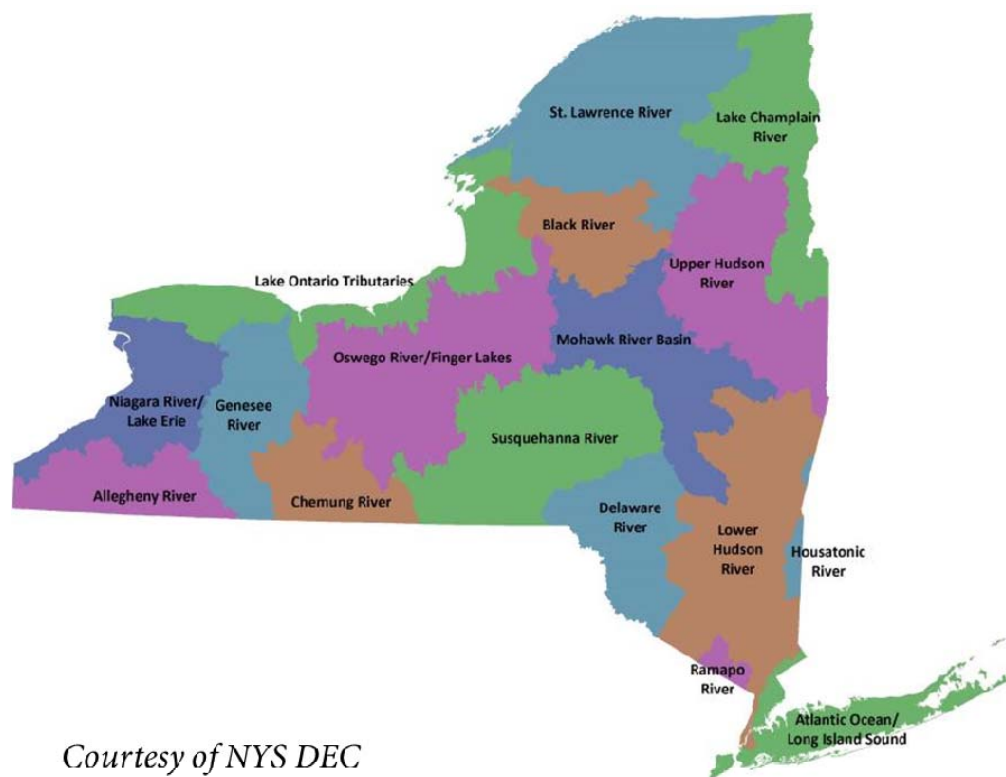 St. Lawrence River
Lake Champlain
River
Black River
Upper Hudson
River
Lake Ontario Tributaries
Mohawk River Basin
Oswego River/Finger Lakes
Niagara River/
Lake Erie
Genesee
River
Susquehanna River
Allegheny River
Chemung River
Delaware
River
Lower
Hudson
River
Housatonic
River
Ramapo
River
Atlantic Ocean/
Long Island Sound
Courtesy of NYS DEC